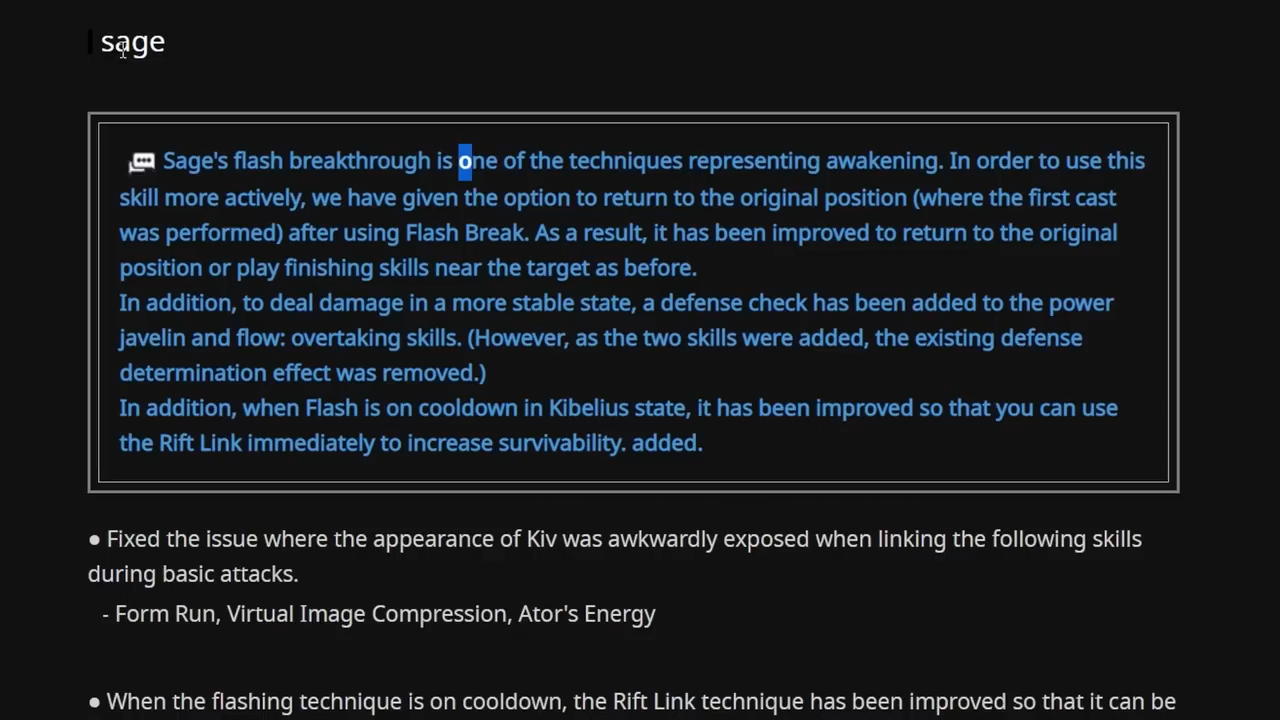 sage
Sage's flash breakthrough is one of the techniques representing awakening. In order to use this
skill more actively, we have given the option to return to the original position (where the first cast
was performed) after using Flash Break. As a result, it has been improved to return to the original
position or play finishing skills near the target as before.
In addition, to deal damage in a more stable state, a defense check has been added to the power
javelin and flow: overtaking skills. (However, as the two skills were added, the existing defense
determination effect was removed.)
In addition, when Flash is on cooldown in Kibelius state, it has been improved so that you can use
the Rift Link immediately to increase survivability. added.
● Fixed the issue where the appearance of Kiv was awkwardly exposed when linking the following skills
during basic attacks.
- Form Run, Virtual Image Compression, Ator's Energy
● When the flashing technique is on cooldown, the Rift Link technique has been improved so that it can be